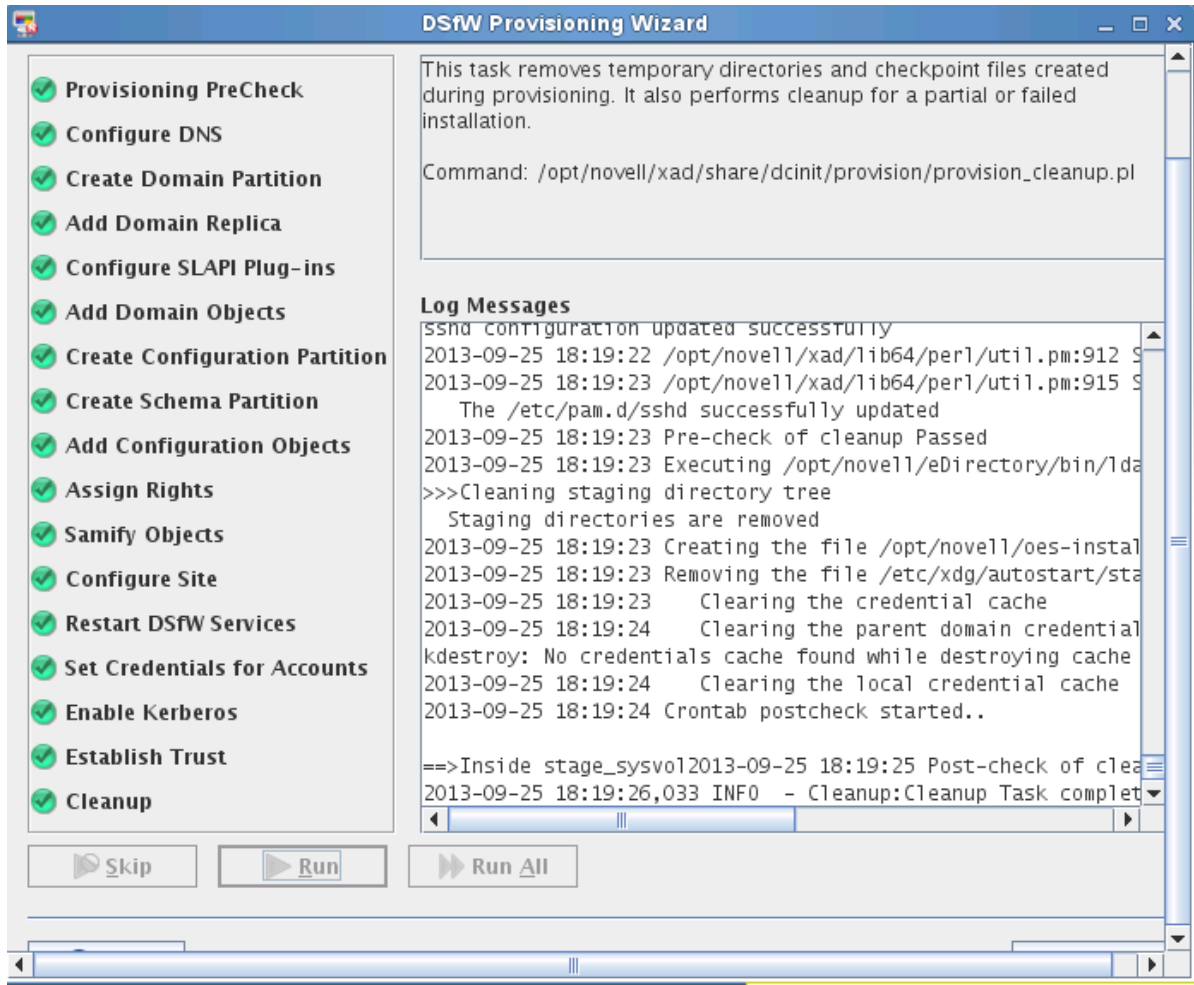 DSfW Provisioning Wizard
Provisioning PreCheck
Configure DNS
Create Domain Partition
Add Domain Replica
Configure SLAPI Plug-ins
Add Domain Objects
Create Configuration Partition
Create Schema Partition
Add Configuration Objects
Assign Rights
Samify Objects
Configure Site
Restart DSfW Services
Set Credentials for Accounts
Enable Kerberos
Establish Trust
Cleanup
This task removes temporary directories and checkpoint files created
during provisioning. It also performs cleanup for a partial or failed
installation.
Command: /opt/novell/xad/share/dcinit/provision/provision_cleanup.pl
Log Messages
sshd configuration updated successfully
2013-09-25 18:19:22 /opt/novell/xad/lib64/perl/util.pm:912 S
2013-09-25 18:19:23 /opt/novell/xad/lib64/perl/util.pm:915 S
The /etc/pam.d/sshd successfully updated
2013-09-25 18:19:23 Pre-check of cleanup Passed
2013-09-25 18:19:23 Executing /opt/novell/eDirectory/bin/lda
>>>Cleaning staging directory tree
Staging directories are removed
2013-09-25 18:19:23 Creating the file /opt/novell/oes-instal
2013-09-25 18:19:23 Removing the file /etc/xdg/autostart/sta
2013-09-25 18:19:23 Clearing the credential cache
2013-09-25 18:19:24 Clearing the parent domain credential
kdestroy: No credentials cache found while destroying cache
2013-09-25 18:19:24 Clearing the local credential cache
2013-09-25 18:19:24 Crontab postcheck started..
==>Inside stage_sysvol2013-09-25 18:19:25 Post-check of clea
2013-09-25 18:19:26,033 INFO - Cleanup:Cleanup Task complet
Skip
Run
Run All